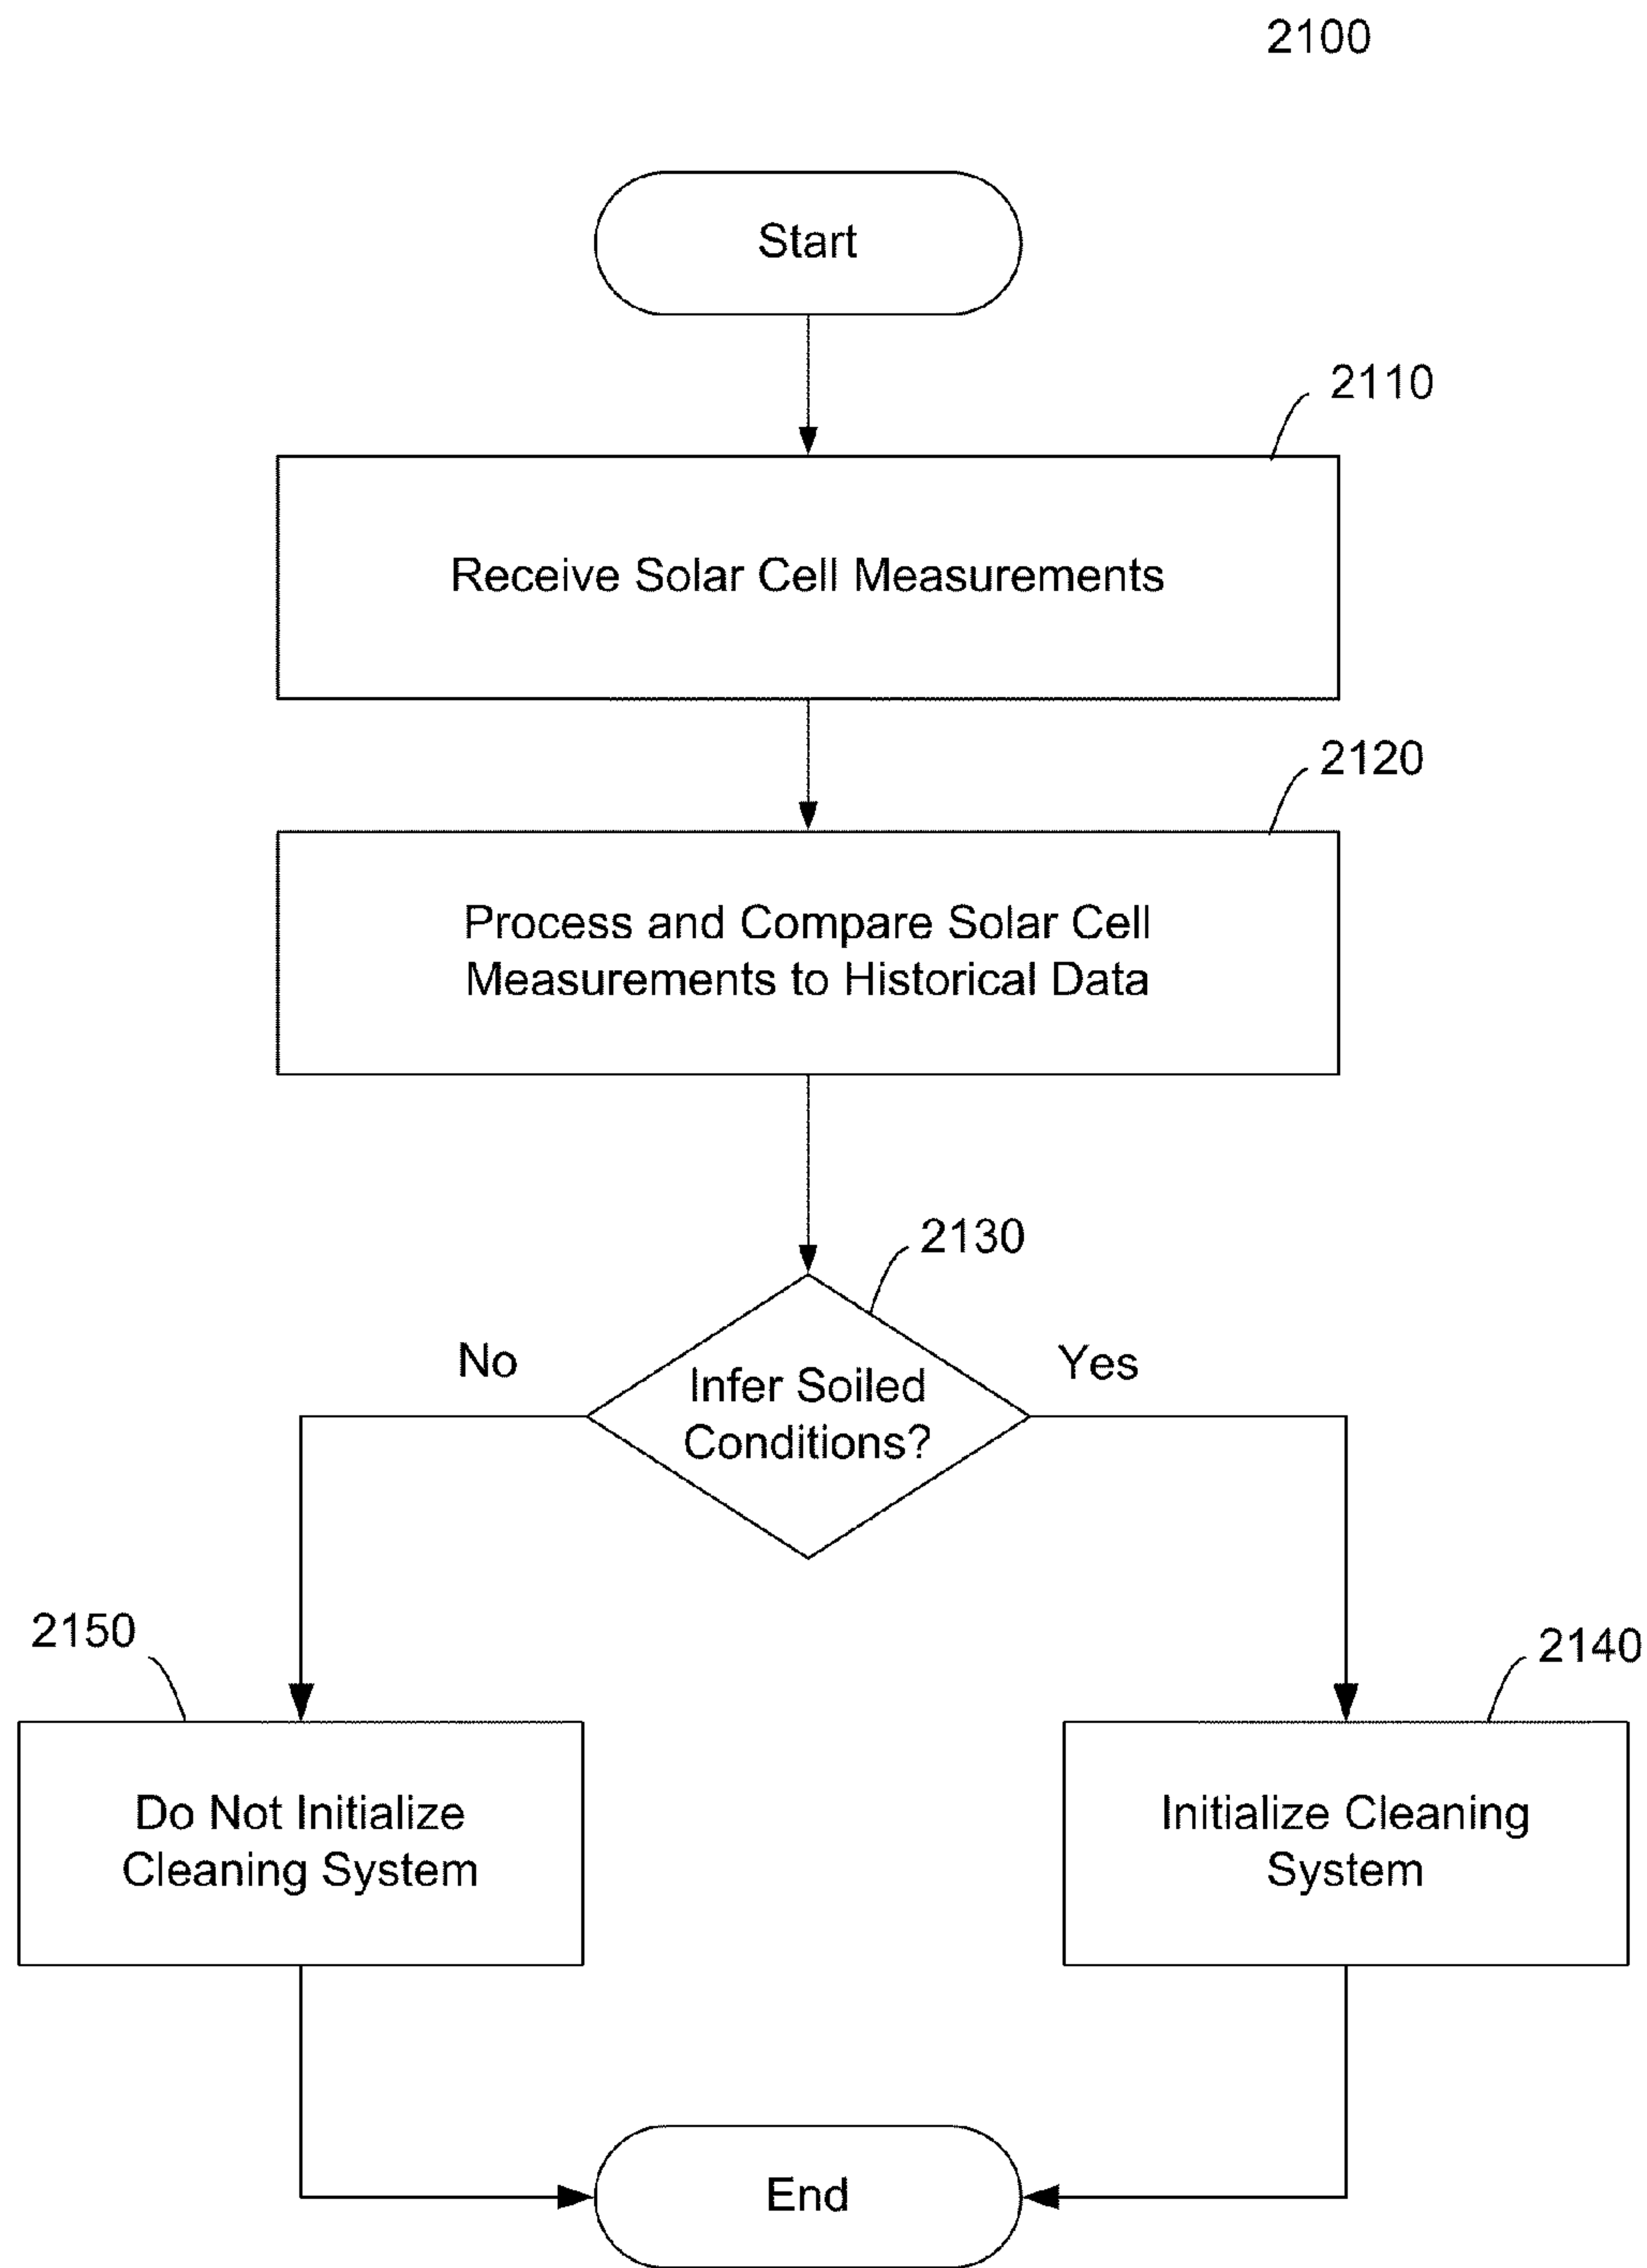 2100
Start
2110
Receive Solar Cell Measurements
2120
Process and Compare Solar Cell
Measurements to Historical Data
2130
No
Yes
Infer Soiled
Conditions?
2150
2140
Do Not Initialize
Cleaning System
Initialize Cleaning
System
End